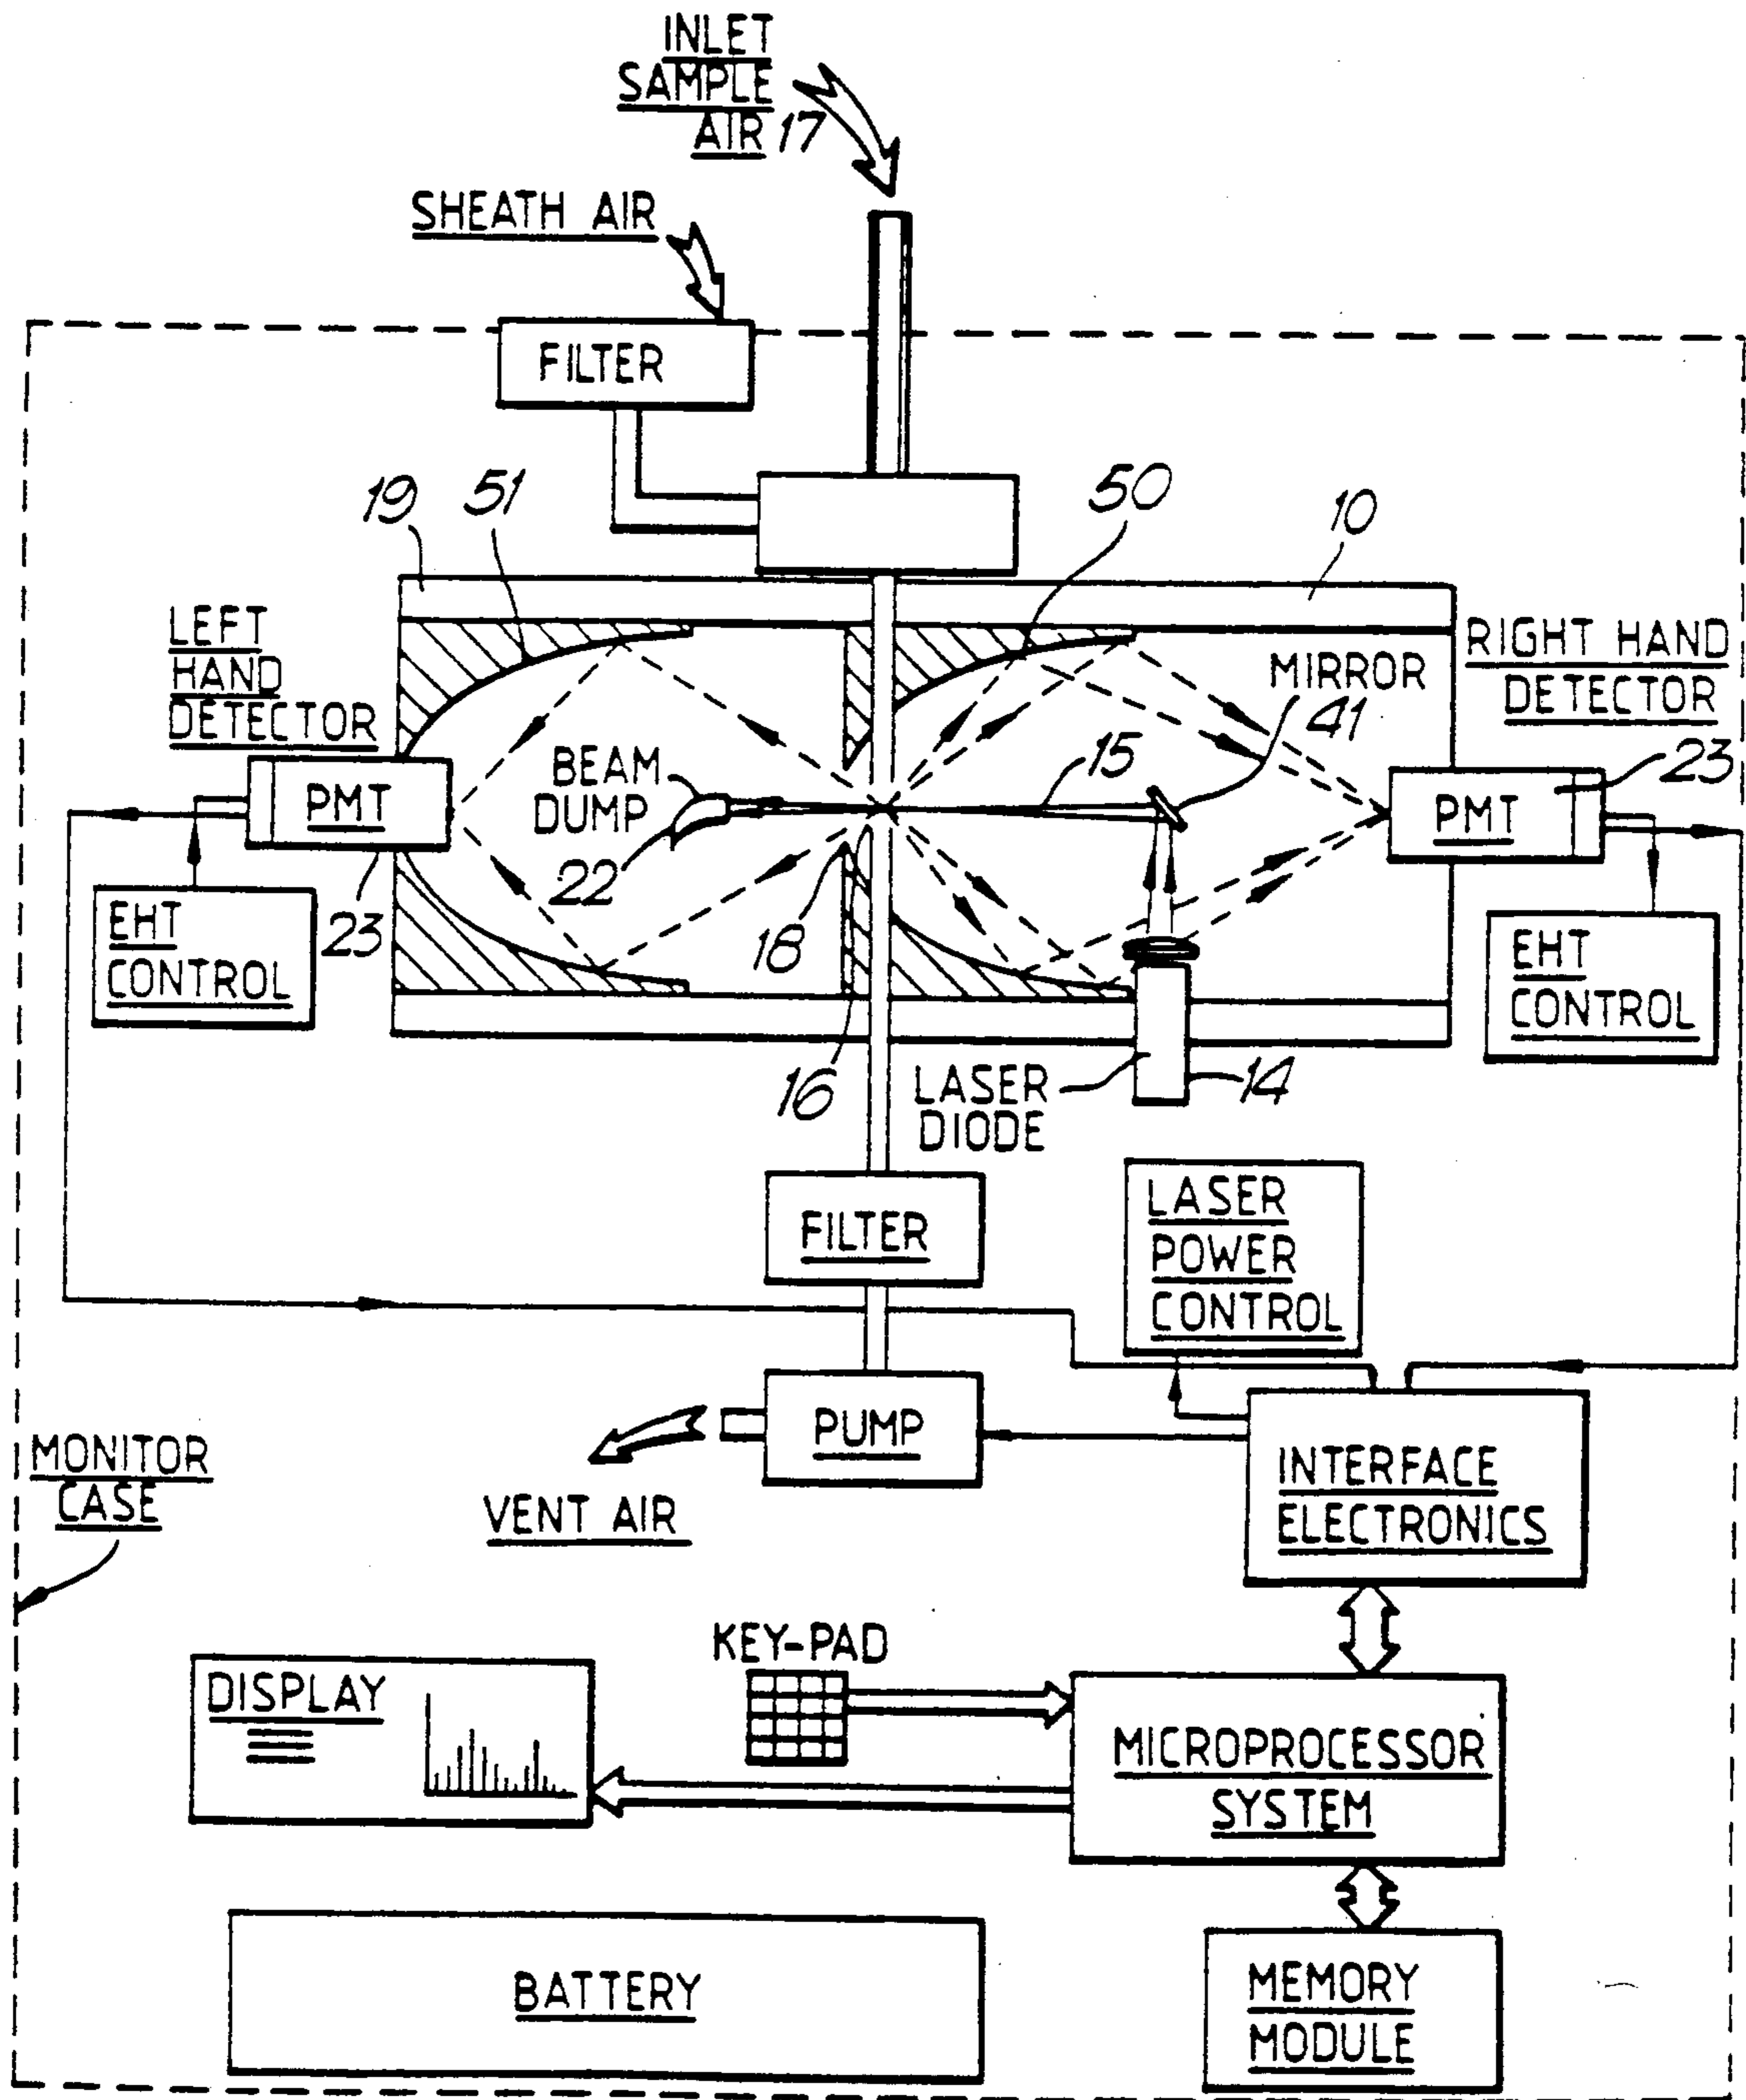 INLET
SAMPLE
AIR 17
SHEATH AIR
FILTER
19
51
50
10
LEFT
HAND
DETECTOR
RIGHT HAND
DETECTOR
MIRROR
41
BEAM
DUMP
15
23
PMT
PMT
22
EHT
CONTROL
23
18
EHT
CONTROL
16
LASER
DIODE
14
LASER
POWER
CONTROL
FILTER
PUMP
MONITOR
CASE
VENT AIR
INTERFACE
ELECTRONICS
KEY-PAD
DISPLAY
MICROPROCESSOR
SYSTEM
BATTERY
MEMORY
MODULE